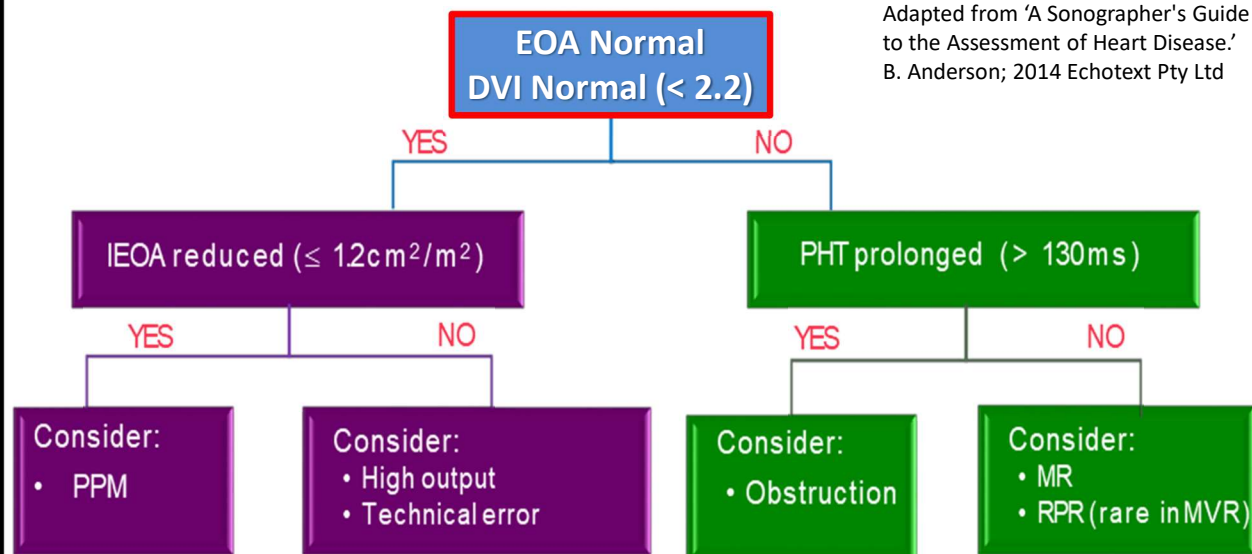 Adapted from ‘A Sonographer's Guide
to the Assessment of Heart Disease.’
B. Anderson; 2014 Echotext Pty Ltd
EOA Normal
DVI Normal (< 2.2)
YES
NO
IEOA reduced (≤ 1.2cm²/m²)
PHT prolonged (> 130ms)
YES
NO
YES
NO
Consider:
• PPM
Consider:
• High output
• Technical error
Consider:
• Obstruction
Consider:
• MR
• RPR (rare in MVR)